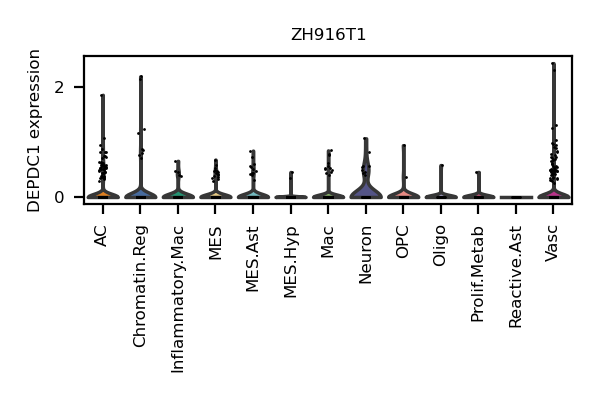 ZH916T1
DEPDC1 expression
2
0
AC
Chromatin.Reg
Inflammatory.Mac
MES
MES.Ast
MES.Hyp
Mac
Neuron
OPC
Oligo
Prolif.Metab
Reactive.Ast
Vasc